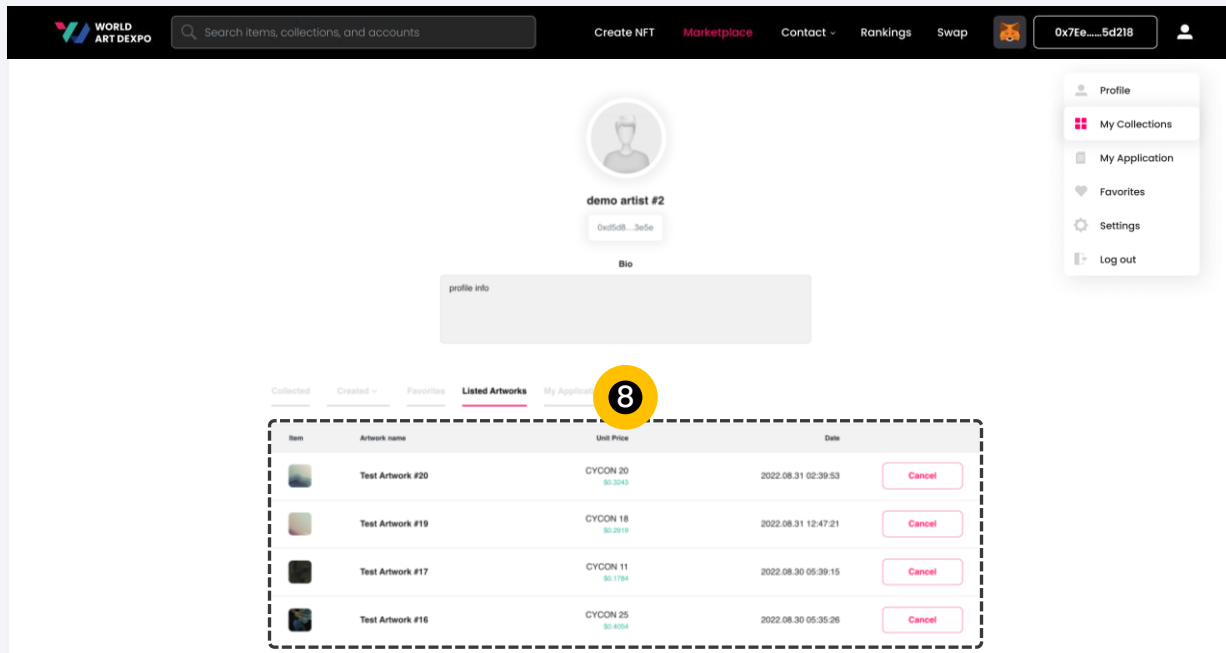 WORLD
ART DEXPO
Search items, collections, and accounts
Create NFT
Marketplace
Contact
Rankings
Swap
0x7Ee......5d218
Profile
My Collections
My Application
Favorites
Settings
Log out
demo artist #2
0xd5d8...3e5e
Bio
profile info
Collected
Created
Favorites
Listed Artworks
My Applicat
8
Item Artwork name Unit Price Date
Test Artwork #20 CYCON 20 2022.08.31 02:39:53 Cancel
$0.3243
Test Artwork #19 CYCON 18 2022.08.31 12:47:21 Cancel
$0.2919
Test Artwork #17 CYCON 11 2022.08.30 05:39:15 Cancel
$0.1784
Test Artwork #16 CYCON 25 2022.08.30 05:35:26 Cancel
$0.4054